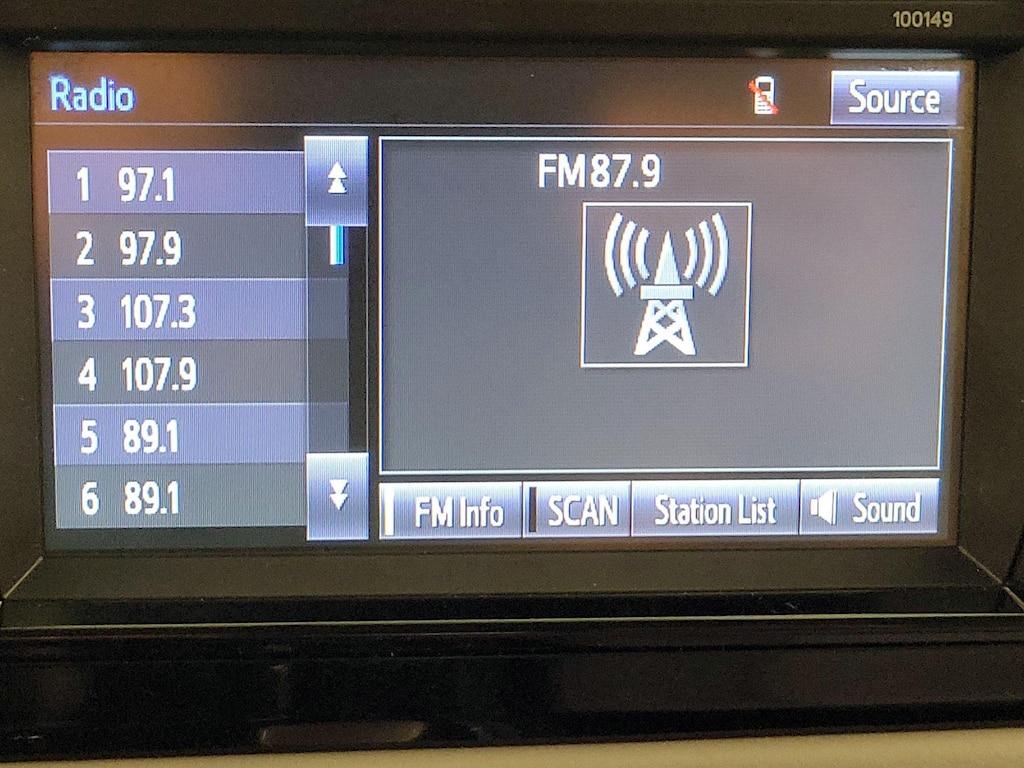 100149
Radio
Source
1 97.1
2 97.9
3 107.3
4 107.9
5 89.1
6 89.1
FM87.9
FM Info
SCAN
Station List
Sound